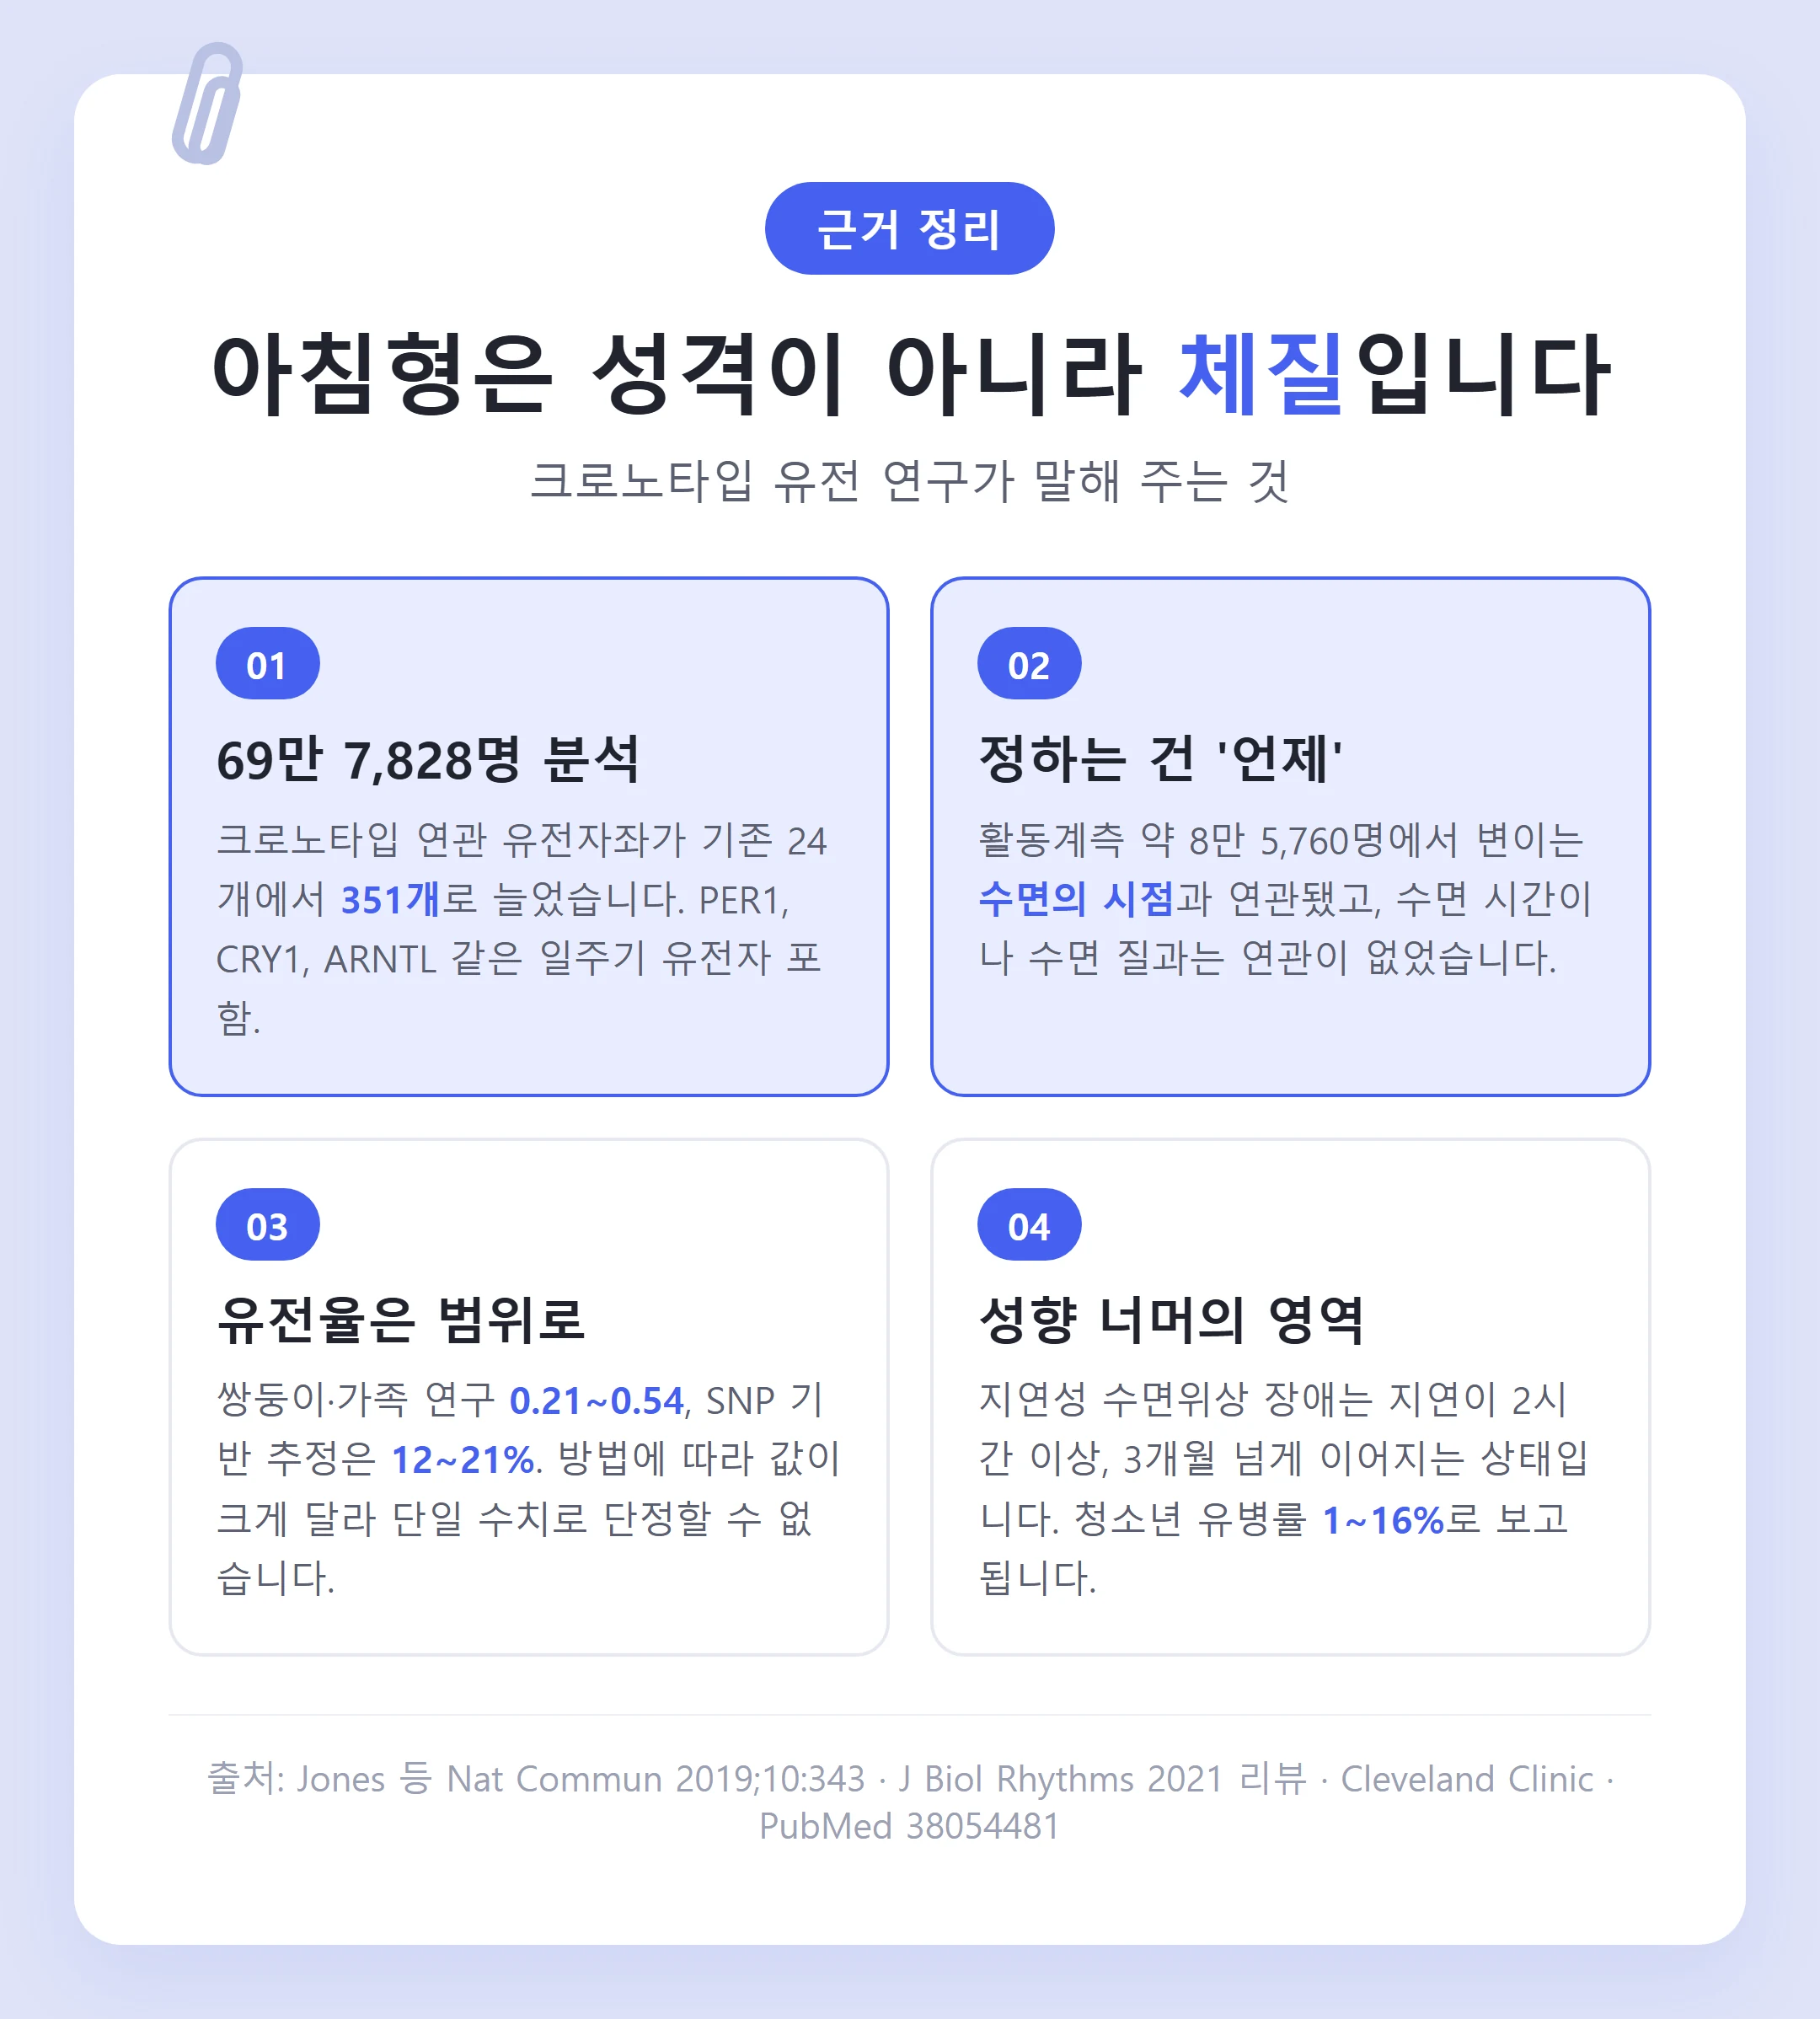 근거 정리
아침형은 성격이 아니라 체질입니다
크로노타입 유전 연구가 말해 주는 것
01
69만 7,828명 분석
크로노타입 연관 유전자좌가 기존 24
개에서 351개로 늘었습니다. PER1,
CRY1, ARNTL 같은 일주기 유전자 포
함.
02
정하는 건 '언제'
활동계측 약 8만 5,760명에서 변이는
수면의 시점과 연관됐고, 수면 시간이
나 수면 질과는 연관이 없었습니다.
03
유전율은 범위로
쌍둥이·가족 연구 0.21~0.54, SNP 기
반 추정은 12~21%. 방법에 따라 값이
크게 달라 단일 수치로 단정할 수 없
습니다.
04
성향 너머의 영역
지연성 수면위상 장애는 지연이 2시
간 이상, 3개월 넘게 이어지는 상태입
니다. 청소년 유병률 1~16%로 보고
됩니다.
출처: Jones 등 Nat Commun 2019;10:343 · J Biol Rhythms 2021 리뷰 · Cleveland Clinic ·
PubMed 38054481